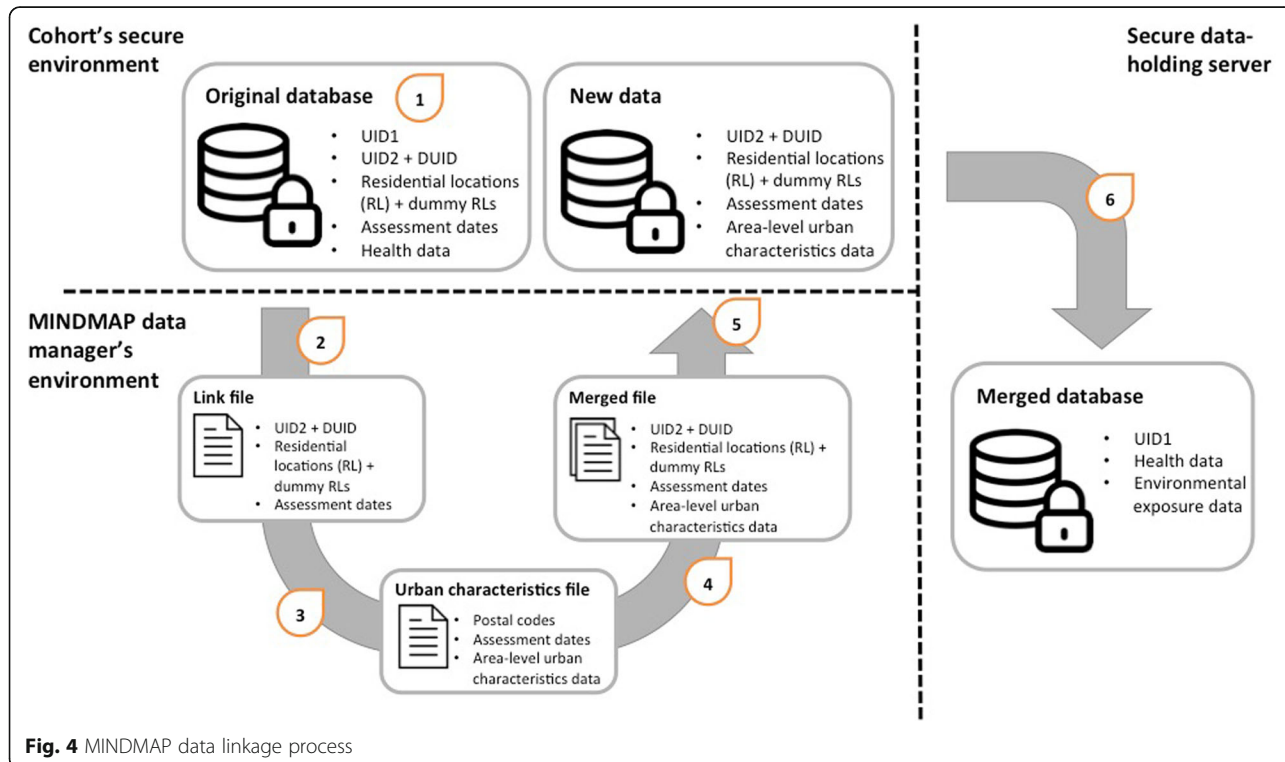 Cohort's secure
environment
Original database
1
• UID1
• UID2 + DUID
• Residential locations
(RL) + dummy RLs
• Assessment dates
• Health data
New data
• UID2 + DUID
• Residential locations
(RL) + dummy RLs
• Assessment dates
• Area-level urban
characteristics data
Secure data-
holding server
6
MINDMAP data
manager's
environment
2
Link file
• UID2 + DUID
• Residential
locations (RL) +
dummy RLs
• Assessment dates
3
Urban characteristics file
• Postal codes
• Assessment dates
• Area-level urban
characteristics data
4
5
Merged file
• UID2 + DUID
• Residential locations (RL) +
dummy RLs
• Assessment dates
• Area-level urban
characteristics data
Merged database
• UID1
• Health data
• Environmental
exposure data
Fig. 4 MINDMAP data linkage process